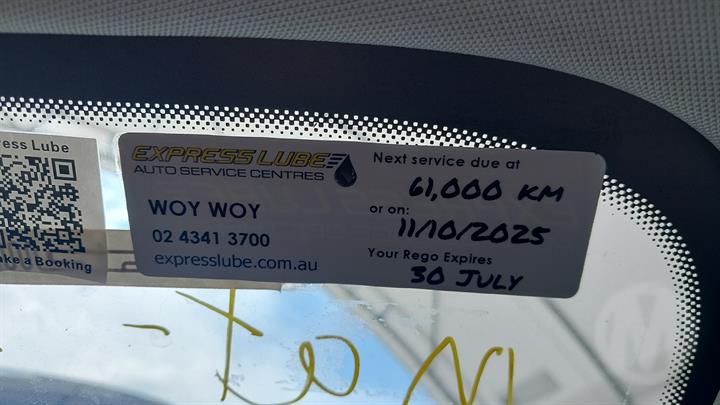 ress Lube
ake a Booking
EXPRESS LUBE
AUTO SERVICE CENTRES
WOY WOY
02 4341 3700
expresslube.com.au
Next service due at
61,000 KM
or on:
11/10/2025
Your Rego Expires
30 JULY